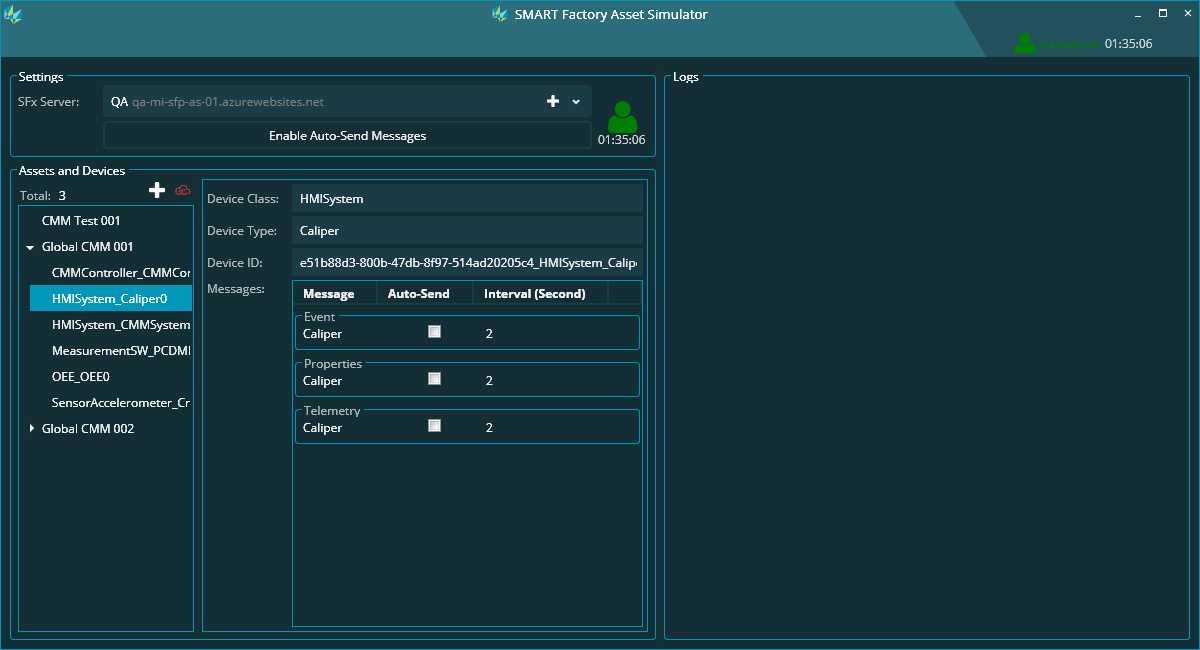 SMART Factory Asset Simulator
01:35:06
Settings
SFx Server:
QA qa-mi-sfp-as-01.azurewebsites.net
Enable Auto-Send Messages
01:35:06
Assets and Devices
Total: 3
CMM Test 001
Global CMM 001
CMMController_CMMCor
HMISystem_Caliper0
HMISystem_CMMSystem
MeasurementSW_PCDMI
OEE_OEE0
SensorAccelerometer_Cr
Global CMM 002
Device Class: HMISystem
Device Type: Caliper
Device ID: e51b88d3-800b-47db-8f97-514ad20205c4_HMISystem_Calipe
Messages:
Message Auto-Send Interval (Second)
Event
Caliper 2
Properties
Caliper 2
Telemetry
Caliper 2
Logs